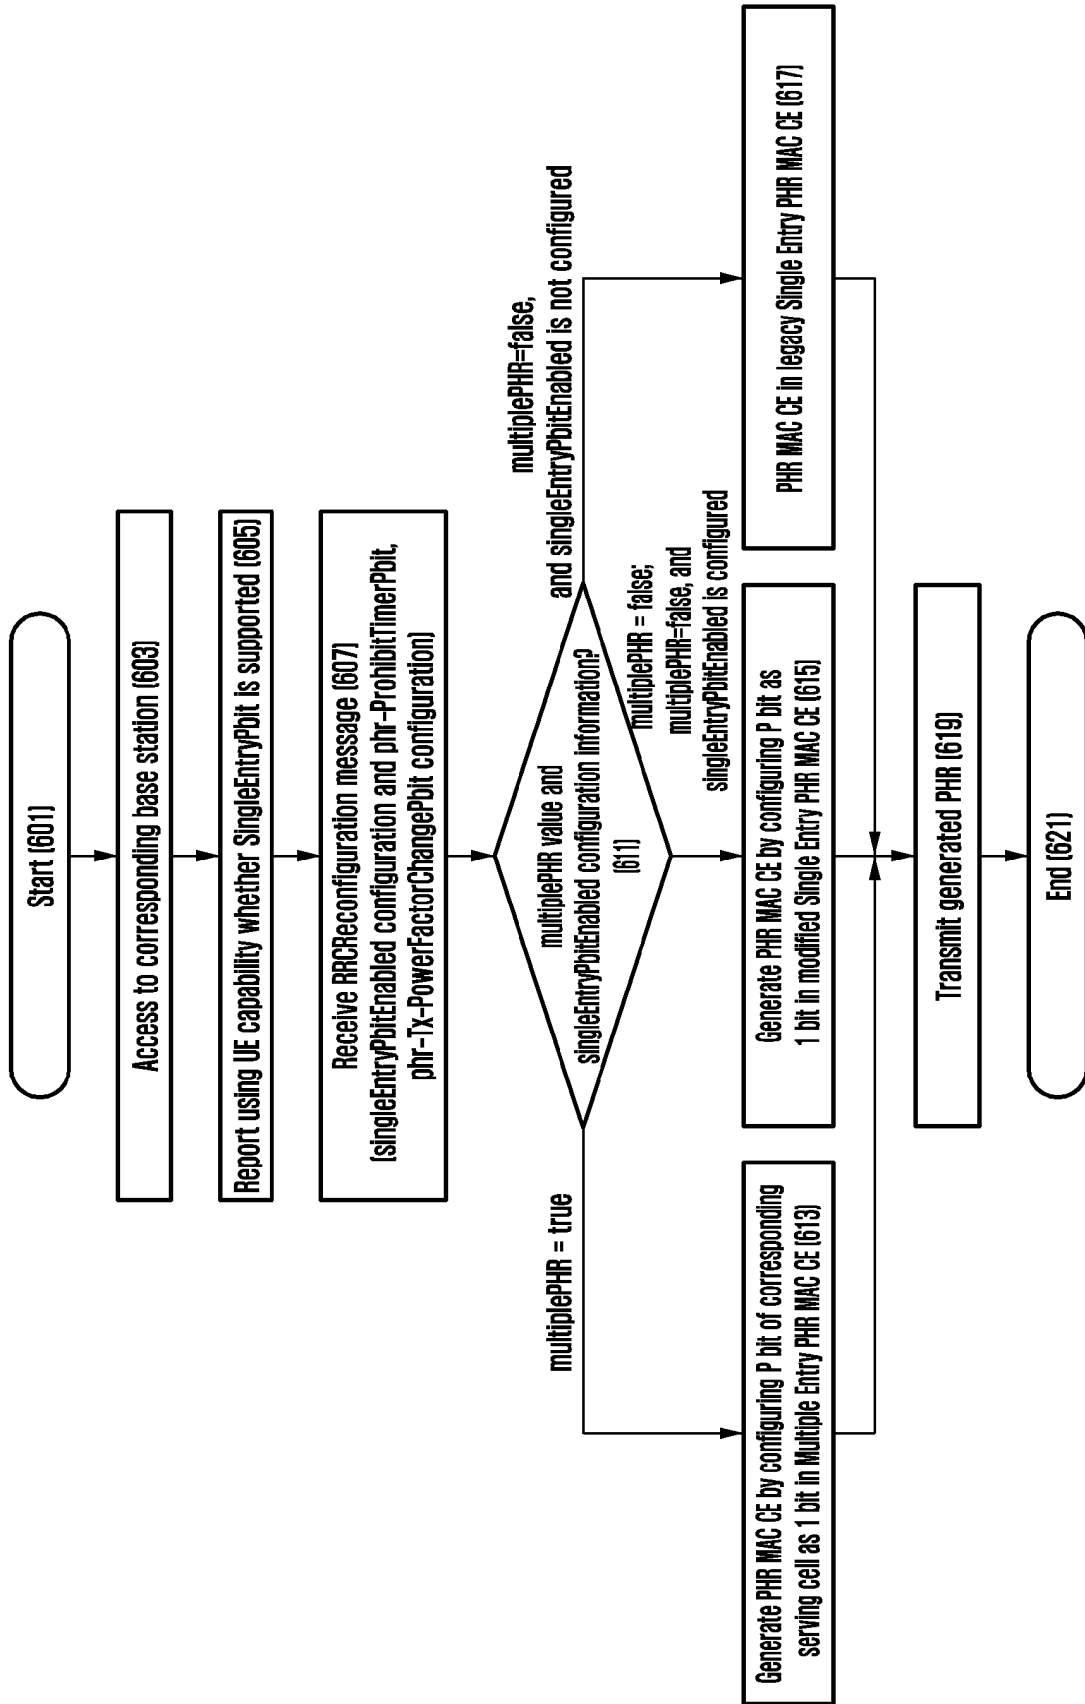 Start (601)
Access to corresponding base station (603)
Report using UE capability whether SingleEntryPbit is supported (605)
Receive RRCReconfiguration message (607)
(singleEntryPbitEnabled configuration and phr-ProhibitTimerPbit,
phr-Tx-PowerFactorChangePbit configuration)
multiplePHR value and
singleEntryPbitEnabled configuration information?
(611)
multiplePHR = true
multiplePHR = false;
multiplePHR=false, and
singleEntryPbitEnabled is configured
multiplePHR=false,
and singleEntryPbitEnabled is not configured
Generate PHR MAC CE by configuring P bit of corresponding
serving cell as 1 bit in Multiple Entry PHR MAC CE (613)
Generate PHR MAC CE by configuring P bit as
1 bit in modified Single Entry PHR MAC CE (615)
PHR MAC CE in legacy Single Entry PHR MAC CE (617)
Transmit generated PHR (619)
End (621)